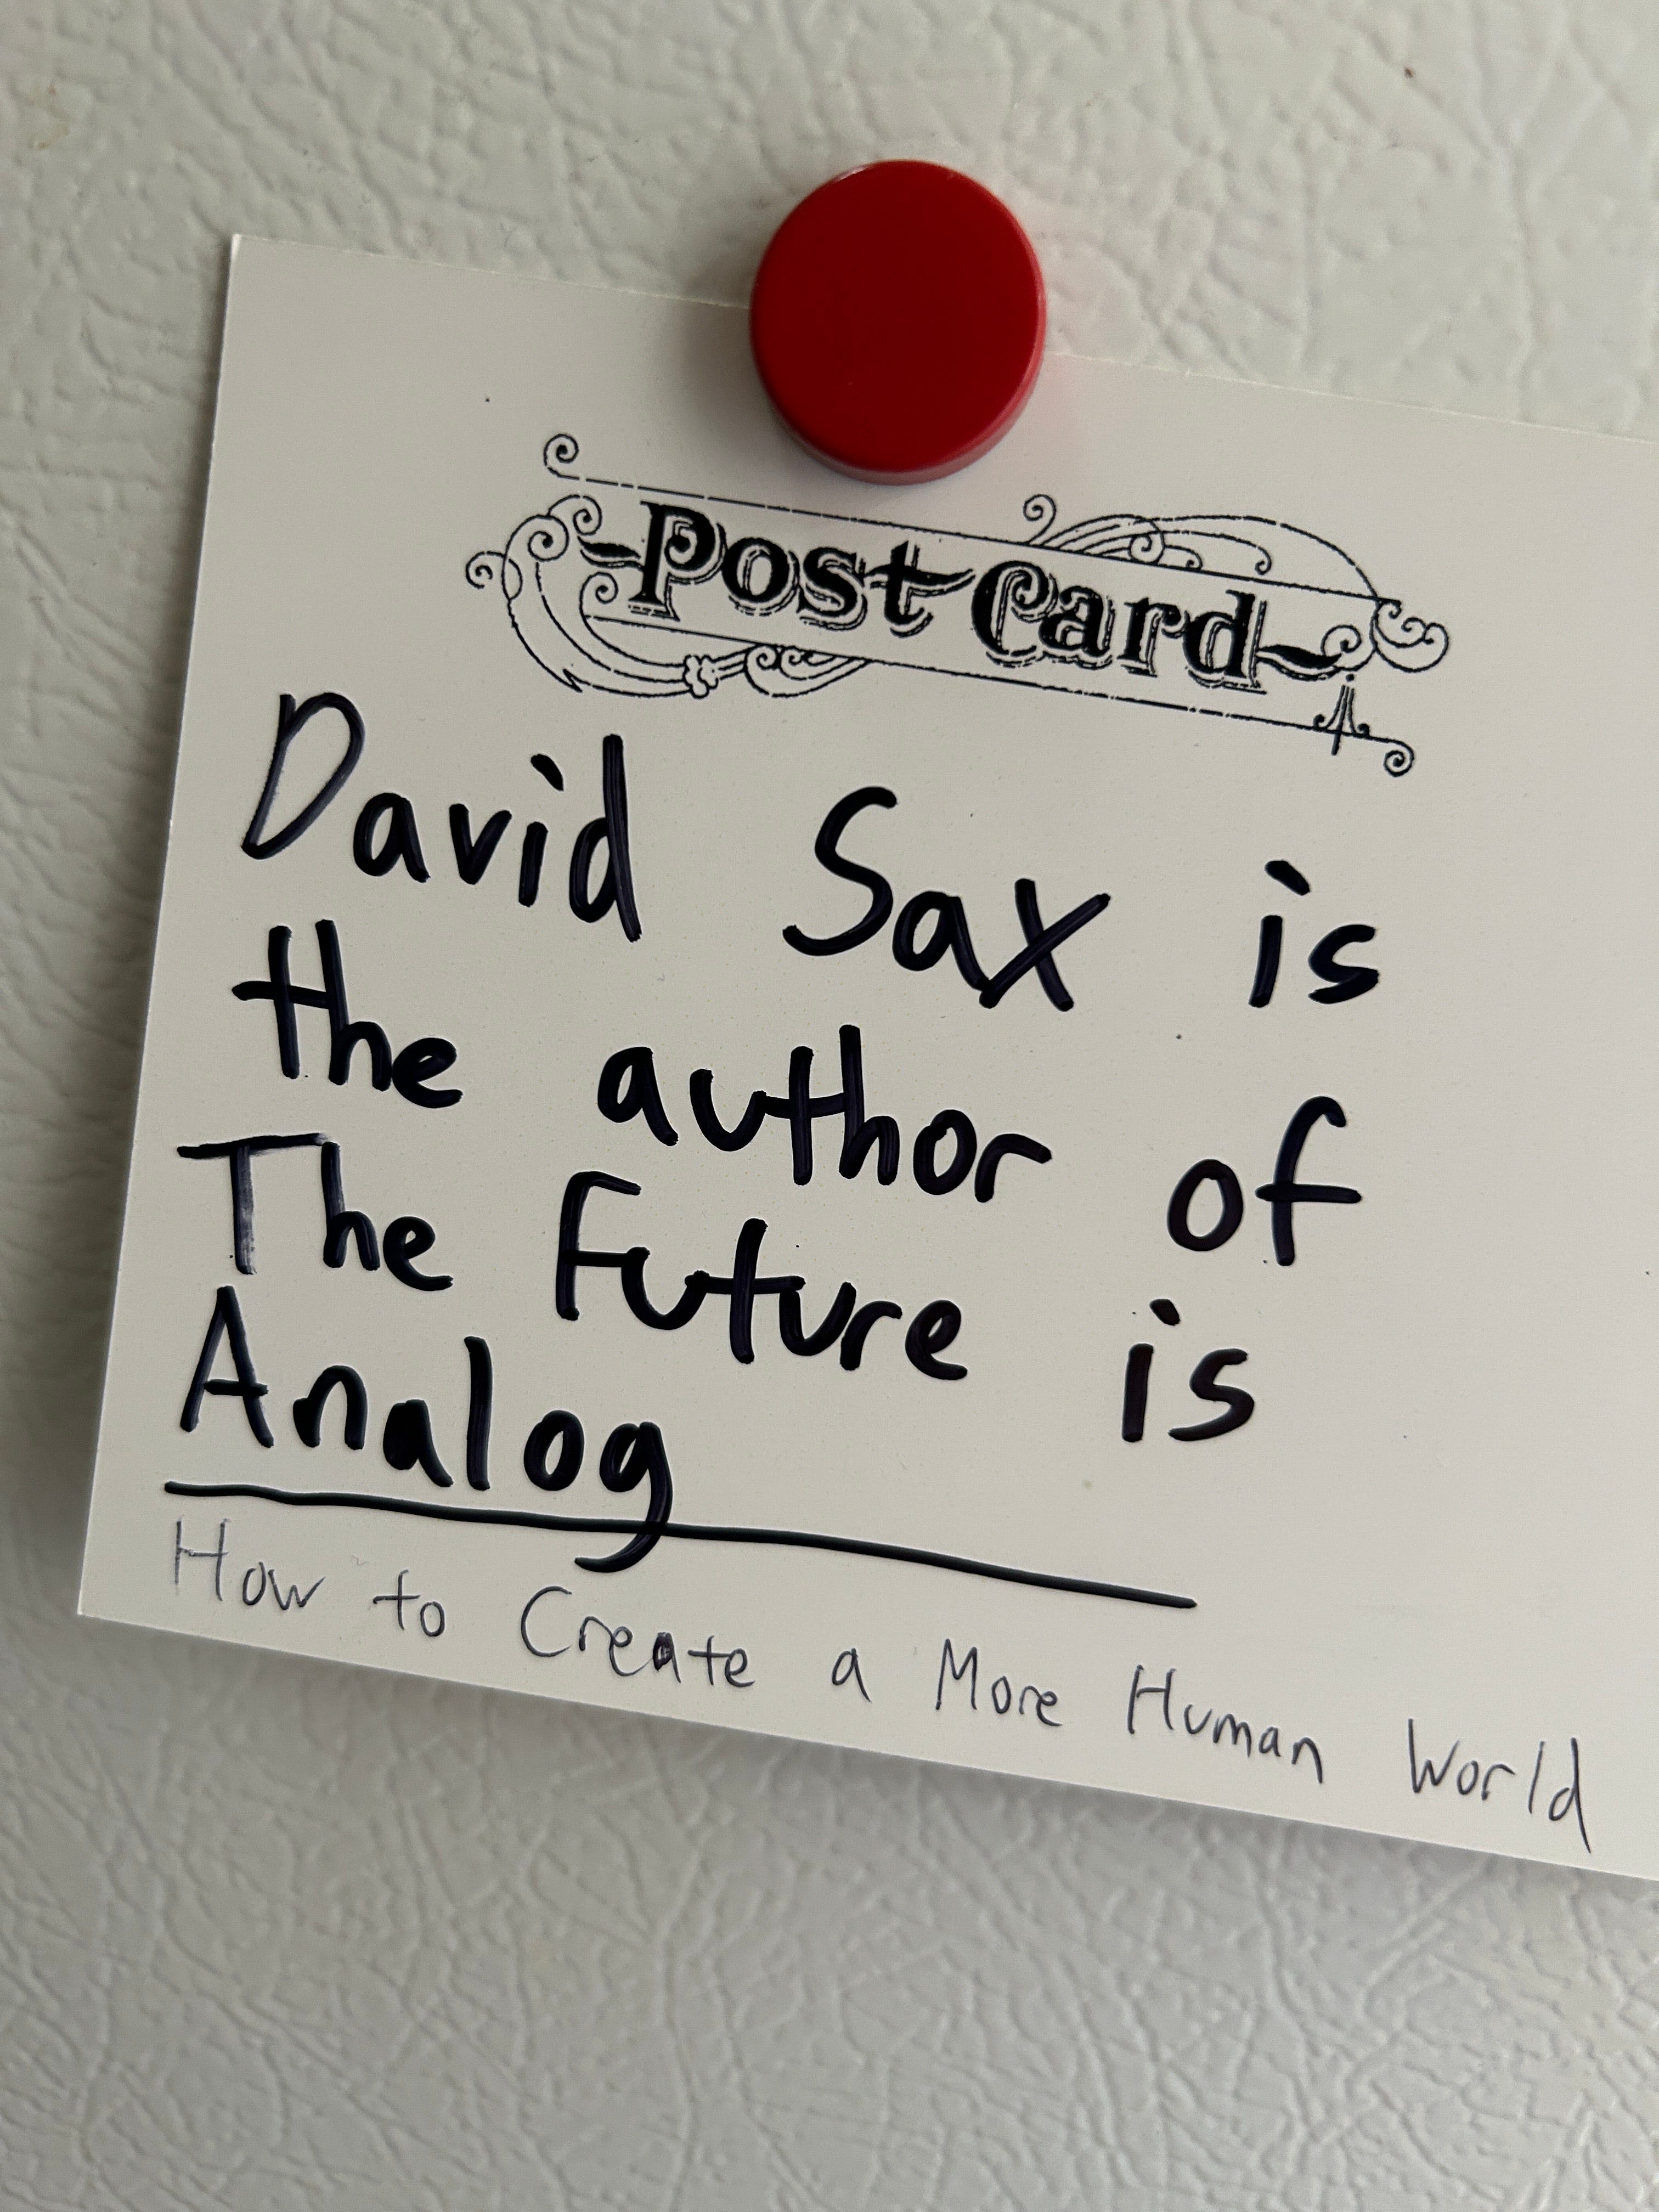 Post Card
David Sax is
the author of
The Future is
Analog
How to Create a More Human World